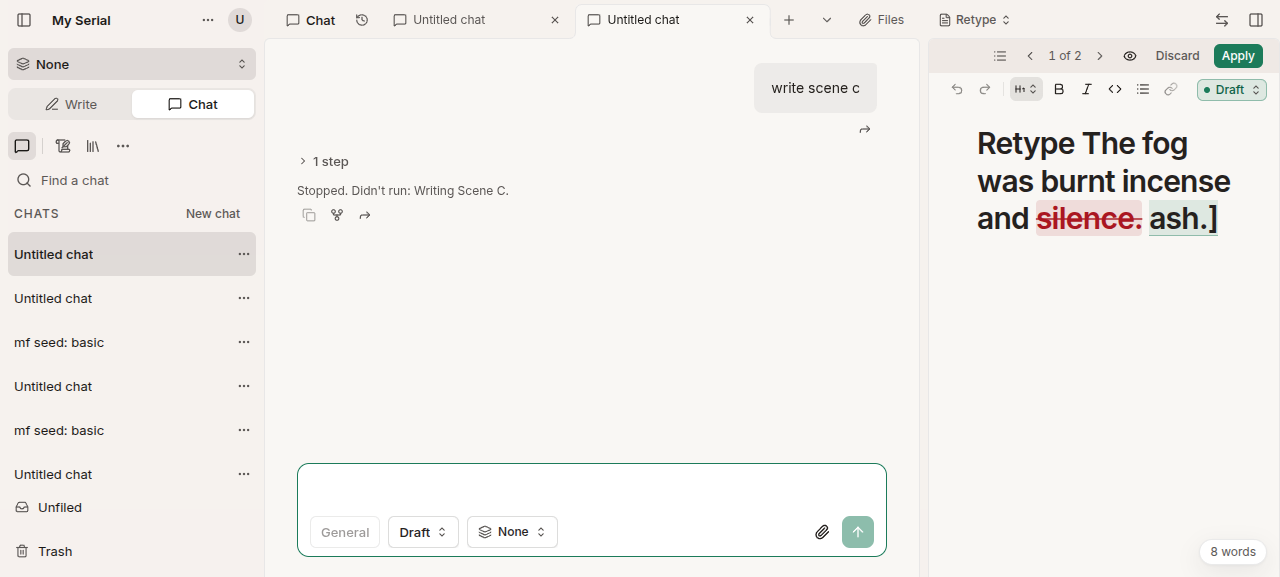 My Serial
U
None
Write
Chat
Find a chat
CHATS
New chat
Untitled chat
Untitled chat
mf seed: basic
Untitled chat
mf seed: basic
Untitled chat
Unfiled
Trash
Chat
Untitled chat
Untitled chat
Files
write scene c
1 step
Stopped. Didn't run: Writing Scene C.
General
Draft
None
Retype
1 of 2
Discard
Apply
H1
B
I
Draft
Retype The fog
was burnt incense
and silence. ash.]
8 words